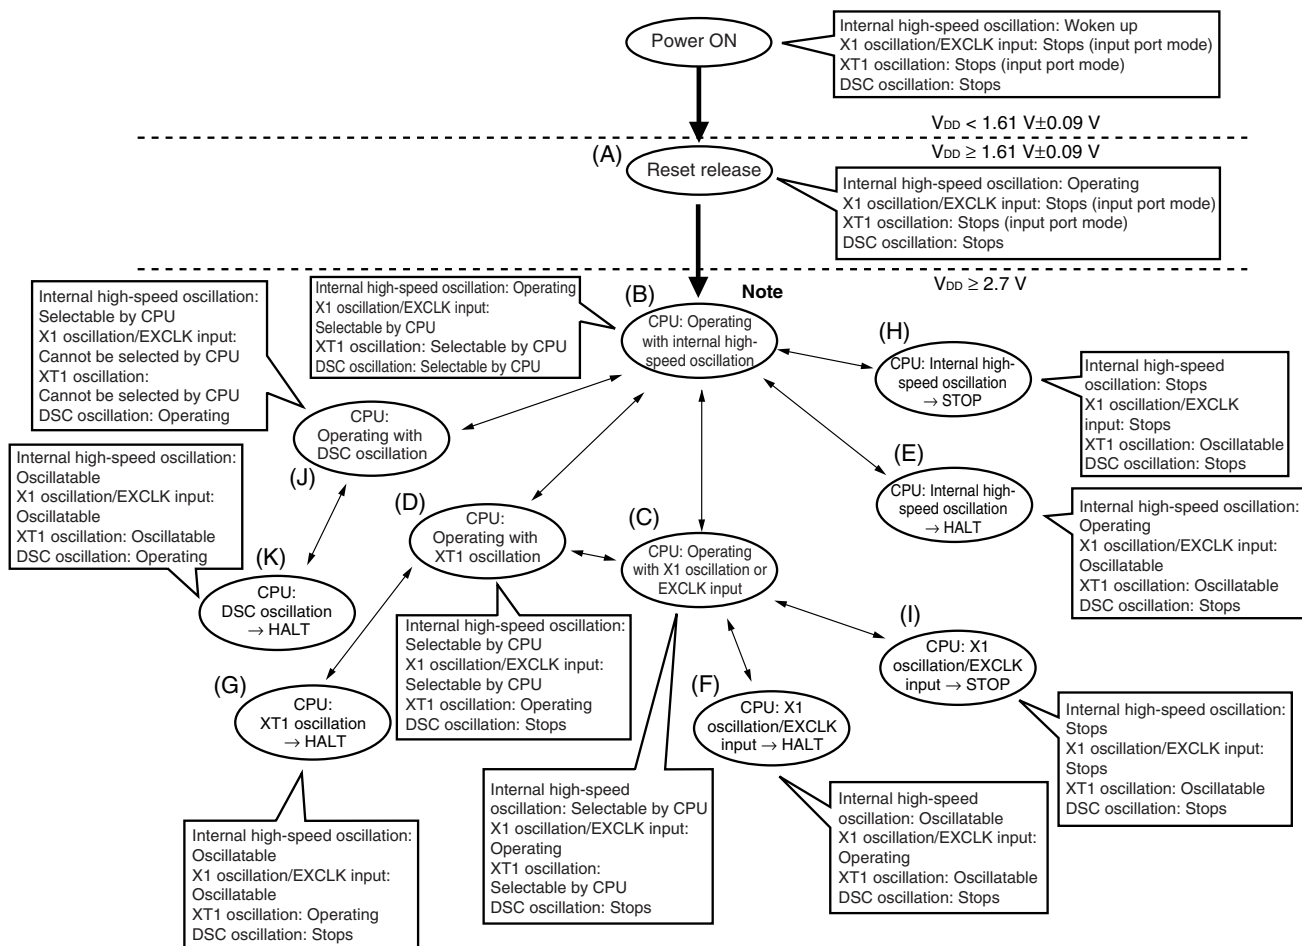 Power ON
Internal high-speed oscillation: Woken up
X1 oscillation/EXCLK input: Stops (input port mode)
XT1 oscillation: Stops (input port mode)
DSC oscillation: Stops
VDD < 1.61 V±0.09 V
VDD ≥ 1.61 V±0.09 V
(A)
Reset release
Internal high-speed oscillation: Operating
X1 oscillation/EXCLK input: Stops (input port mode)
XT1 oscillation: Stops (input port mode)
DSC oscillation: Stops
VDD ≥ 2.7 V
Internal high-speed oscillation:
Selectable by CPU
X1 oscillation/EXCLK input:
Cannot be selected by CPU
XT1 oscillation:
Cannot be selected by CPU
DSC oscillation: Operating
Internal high-speed oscillation: Operating
X1 oscillation/EXCLK input:
Selectable by CPU
XT1 oscillation: Selectable by CPU
DSC oscillation: Selectable by CPU
(B)
Note
CPU: Operating
with internal high-
speed oscillation
(H)
CPU: Internal high-
speed oscillation
→ STOP
Internal high-speed
oscillation: Stops
X1 oscillation/EXCLK
input: Stops
XT1 oscillation: Oscillatable
DSC oscillation: Stops
CPU:
Operating with
DSC oscillation
(J)
Internal high-speed oscillation:
Oscillatable
X1 oscillation/EXCLK input:
Oscillatable
XT1 oscillation: Oscillatable
DSC oscillation: Operating
(E)
CPU: Internal high-
speed oscillation
→ HALT
Internal high-speed oscillation:
Operating
X1 oscillation/EXCLK input:
Oscillatable
XT1 oscillation: Oscillatable
DSC oscillation: Stops
(D)
CPU:
Operating with
XT1 oscillation
(C)
CPU: Operating
with X1 oscillation or
EXCLK input
(K)
CPU:
DSC oscillation
→ HALT
Internal high-speed oscillation:
Selectable by CPU
X1 oscillation/EXCLK input:
Selectable by CPU
XT1 oscillation: Operating
DSC oscillation: Stops
(I)
CPU: X1
oscillation/EXCLK
input → STOP
(G)
CPU:
XT1 oscillation
→ HALT
(F)
CPU: X1
oscillation/EXCLK
input → HALT
Internal high-speed oscillation:
Stops
X1 oscillation/EXCLK input:
Stops
XT1 oscillation: Oscillatable
DSC oscillation: Stops
Internal high-speed
oscillation: Selectable by CPU
X1 oscillation/EXCLK input:
Operating
XT1 oscillation:
Selectable by CPU
DSC oscillation: Stops
Internal high-speed
oscillation: Oscillatable
X1 oscillation/EXCLK input:
Operating
XT1 oscillation: Oscillatable
DSC oscillation: Stops
Internal high-speed oscillation:
Oscillatable
X1 oscillation/EXCLK input:
Oscillatable
XT1 oscillation: Operating
DSC oscillation: Stops